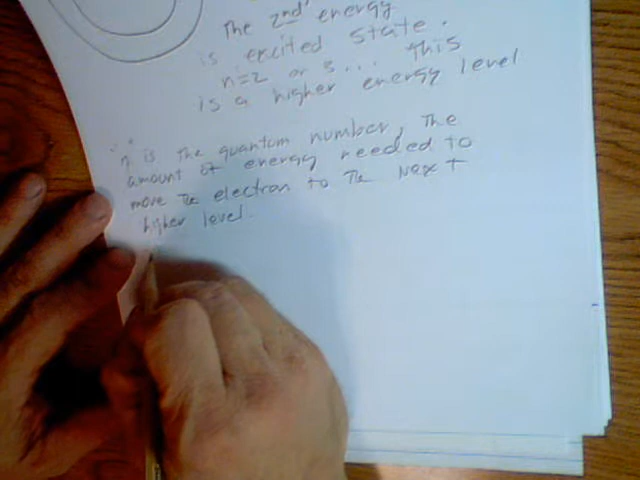 The 2nd energy
is excited state.
n=2 or 3... this
is a higher energy level
"n" is the quantum number, The
amount of energy needed to
move the electron to The Next
higher level.